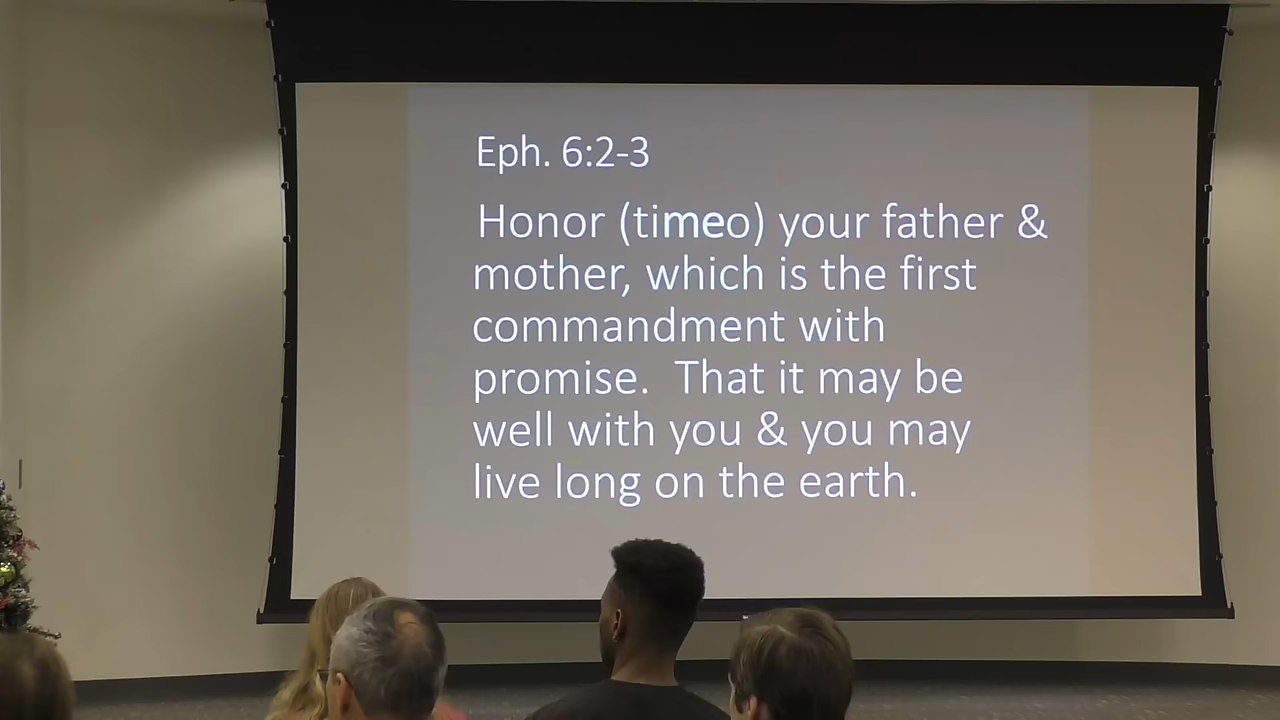 Eph. 6:2-3
Honor (timeo) your father &
mother, which is the first
commandment with
promise.  That it may be
well with you & you may
live long on the earth.